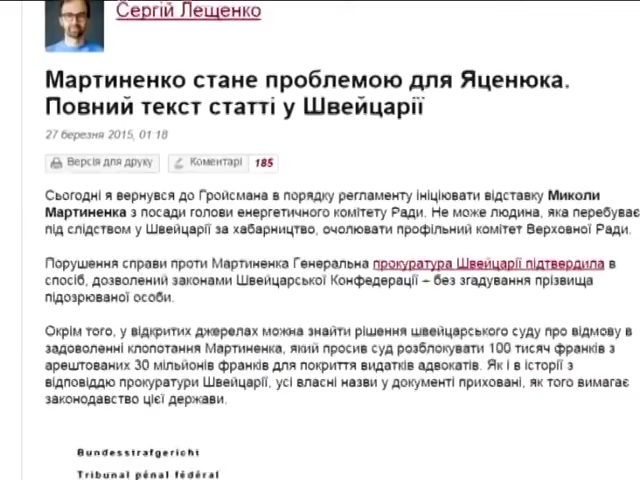 Сергій Лещенко
Мартиненко стане проблемою для Яценюка.
Повний текст статті у Швейцарії
27 березня 2015, 01:18
Версія для друку Коментарі 185
Сьогодні я вернувся до Гройсмана в порядку регламенту ініціювати відставку Миколи
Мартиненка з посади голови енергетичного комітету Ради. Не може людина, яка перебуває
під слідством у Швейцарії за хабарництво, очолювати профільний комітет Верховної Ради.
Порушення справи проти Мартиненка Генеральна прокуратура Швейцарії підтвердила в
спосіб, дозволений законами Швейцарської Конфедерації – без згадування прізвища
підозрюваної особи.
Окрім того, у відкритих джерелах можна знайти рішення швейцарського суду про відмову в
задоволенні клопотання Мартиненка, який просив суд розблокувати 100 тисяч франків з
арештованих 30 мільйонів франків для покриття видатків адвокатів. Як і в історії з
відповіддю прокуратури Швейцарії, усі власні назви у документі приховані, як того вимагає
законодавство цієї держави.
Bundesstrafgericht
Tribunal pénal fédéral